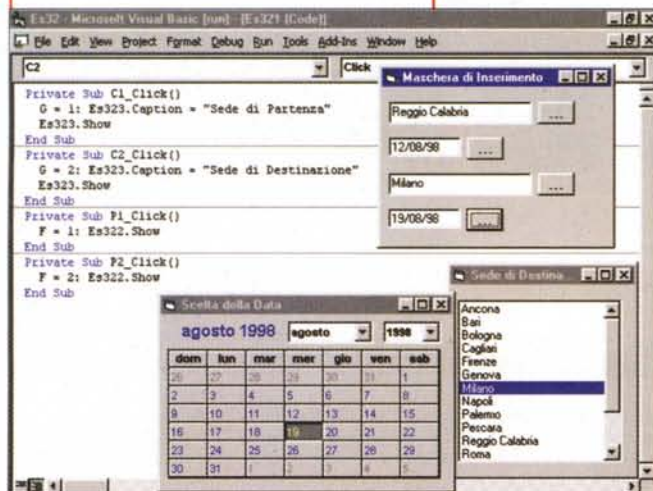 Es32 - Microsoft Visual Basic [run] - [Es321 [Code]]
File Edit View Project Format Debug Run Tools Add-Ins Window Help
C2
Click
Private Sub C1_Click()
G = 1: Es323.Caption = "Sede di Partenza"
Es323.Show
End Sub
Private Sub C2_Click()
G = 2: Es323.Caption = "Sede di Destinazione"
Es323.Show
End Sub
Private Sub P1_Click()
F = 1: Es322.Show
End Sub
Private Sub P2_Click()
F = 2: Es322.Show
End Sub
Maschera di Inserimento
Reggio Calabria ...
12/08/98 ...
Milano ...
19/08/98 ...
Scelta della Data
agosto 1998 agosto 1998
dom lun mar mer gio ven sab
26 27 28 29 30 31 1
2 3 4 5 6 7 8
9 10 11 12 13 14 15
16 17 18 19 20 21 22
23 24 25 26 27 28 29
30 31 1 2 3 4 5
Sede di Destina...
Ancona
Bari
Bologna
Cagliari
Firenze
Genova
Milano
Napoli
Palermo
Pescara
Reggio Calabria
Roma